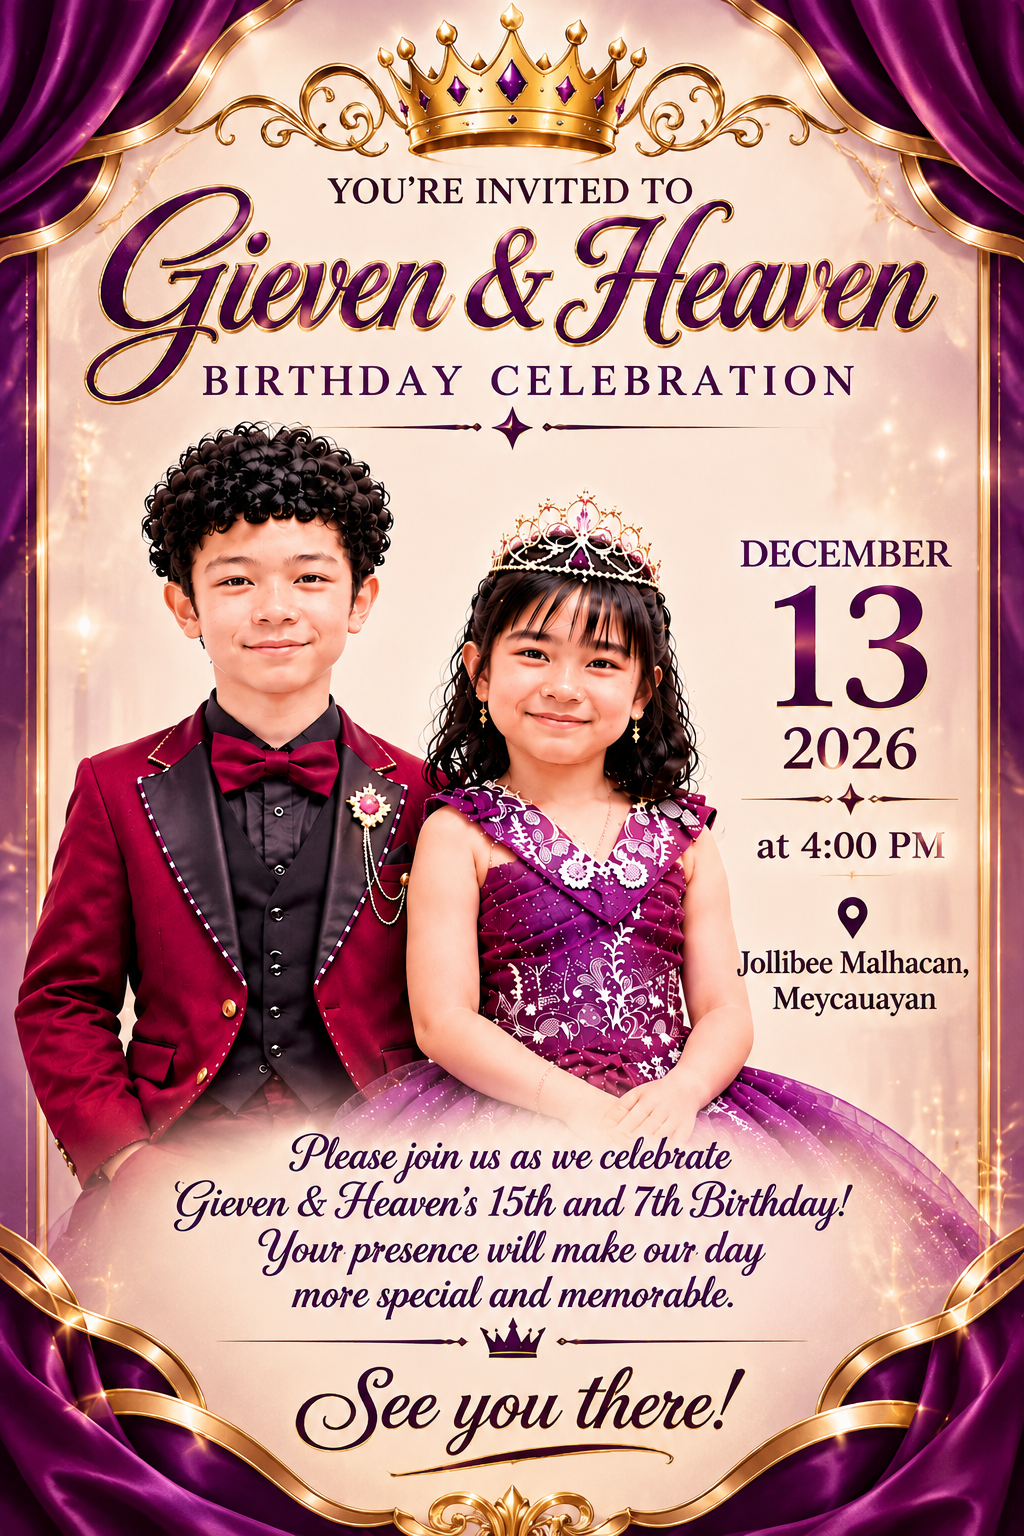 YOU'RE INVITED TO
Gieven & Heaven
BIRTHDAY CELEBRATION
DECEMBER
13
2026
at 4:00 PM
Jollibee Malhacan,
Meycauayan
Please join us as we celebrate
Gieven & Heaven's 15th and 7th Birthday!
Your presence will make our day
more special and memorable.
See you there!